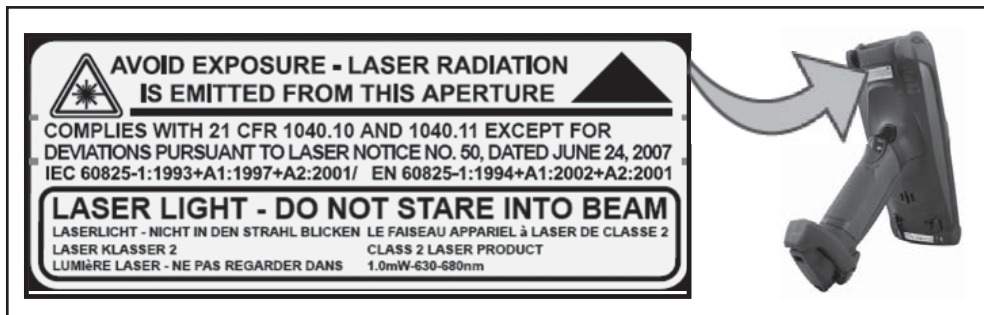 AVOID EXPOSURE - LASER RADIATION
IS EMITTED FROM THIS APERTURE
COMPLIES WITH 21 CFR 1040.10 AND 1040.11 EXCEPT FOR
DEVIATIONS PURSUANT TO LASER NOTICE NO. 50, DATED JUNE 24, 2007
IEC 60825-1:1993+A1:1997+A2:2001/ EN 60825-1:1994+A1:2002+A2:2001
LASER LIGHT - DO NOT STARE INTO BEAM
LASERLICHT - NICHT IN DEN STRAHL BLICKEN LE FAISEAU APPARIEL à LASER DE CLASSE 2
LASER KLASSER 2 CLASS 2 LASER PRODUCT
LUMIèRE LASER - NE PAS REGARDER DANS 1.0mW-630-680nm